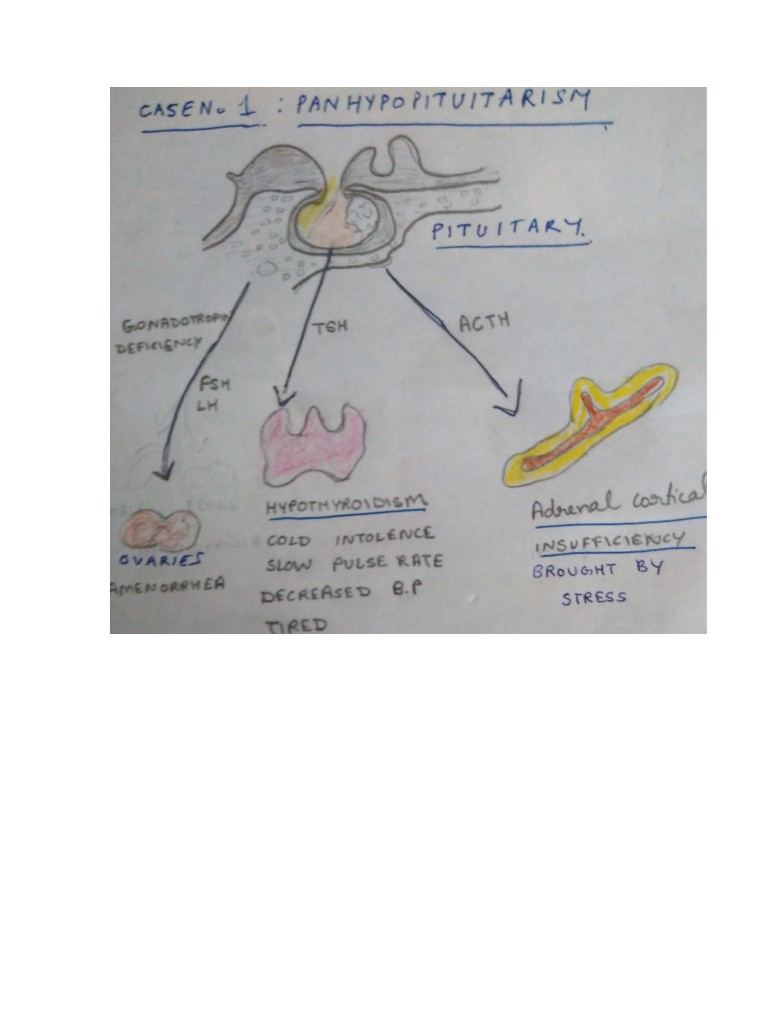 CASE No. 1 : PANHYPOPITUITARISM
PITUITARY.
GONADOTROPIN
DEFICIENCY
FSH
LH
TSH
ACTH
OVARIES
AMENORRHEA
HYPOTHYROIDISM
COLD INTOLENCE
SLOW PULSE RATE
DECREASED B.P
TIRED
Adrenal cortical
INSUFFICIENCY
BROUGHT BY
STRESS